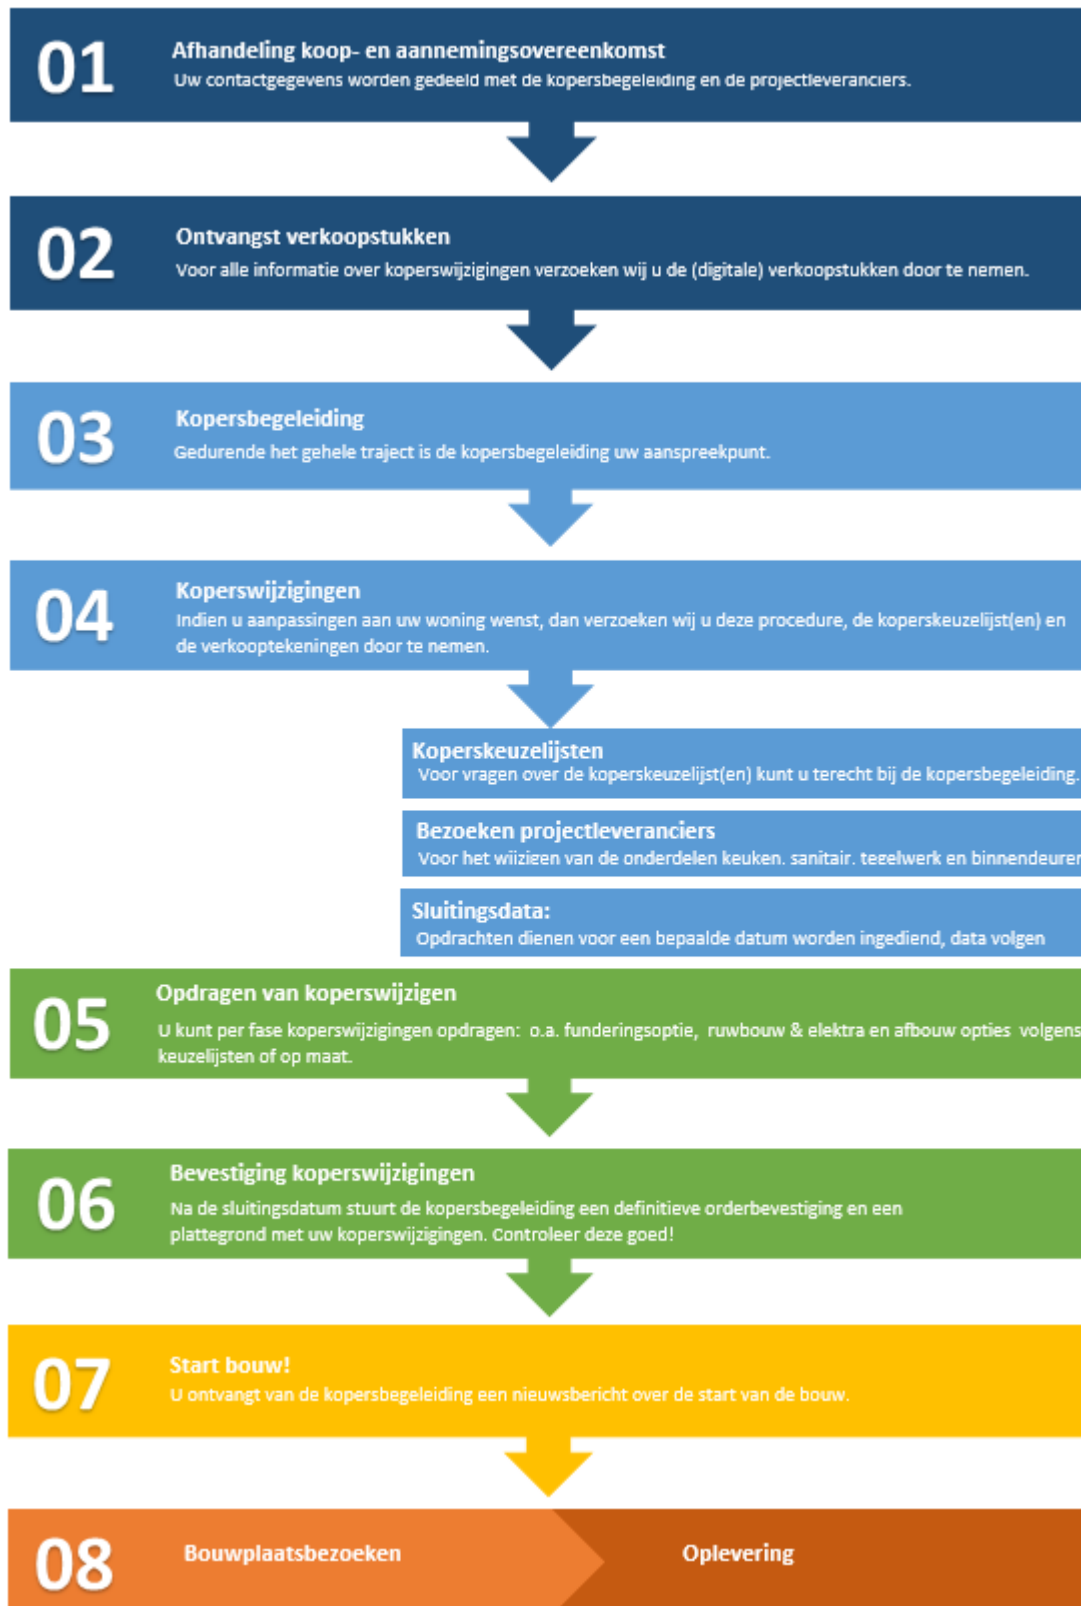 01
Afhandeling koop- en aannemingsovereenkomst
Uw contactgegevens worden gedeeld met de kopersbegeleiding en de projectleveranciers.
02
Ontvangst verkoopstukken
Voor alle informatie over koperswijzigingen verzoeken wij u de (digitale) verkoopstukken door te nemen.
03
Kopersbegeleiding
Gedurende het gehele traject is de kopersbegeleiding uw aanspreekpunt.
04
Koperswijzigingen
Indien u aanpassingen aan uw woning wenst, dan verzoeken wij u deze procedure, de koperskeuzelijst(en) en
de verkooptekeningen door te nemen.
Koperskeuzelijsten
Voor vragen over de koperskeuzelijst(en) kunt u terecht bij de kopersbegeleiding.
Bezoeken projectleveranciers
Voor het wijzigen van de onderdelen keuken, sanitair, tegelwerk en binnendeuren
Sluitingsdata:
Opdrachten dienen voor een bepaalde datum worden ingediend, data volgen
05
Opdragen van koperswijzigen
U kunt per fase koperswijzigingen opdragen: o.a. funderingsoptie, ruwbouw & elektra en afbouw opties volgens
keuzelijsten of op maat.
06
Bevestiging koperswijzigingen
Na de sluitingsdatum stuurt de kopersbegeleiding een definitieve orderbevestiging en een
plattegrond met uw koperswijzigingen. Controleer deze goed!
07
Start bouw!
U ontvangt van de kopersbegeleiding een nieuwsbericht over de start van de bouw.
08
Bouwplaatsbezoeken
Oplevering